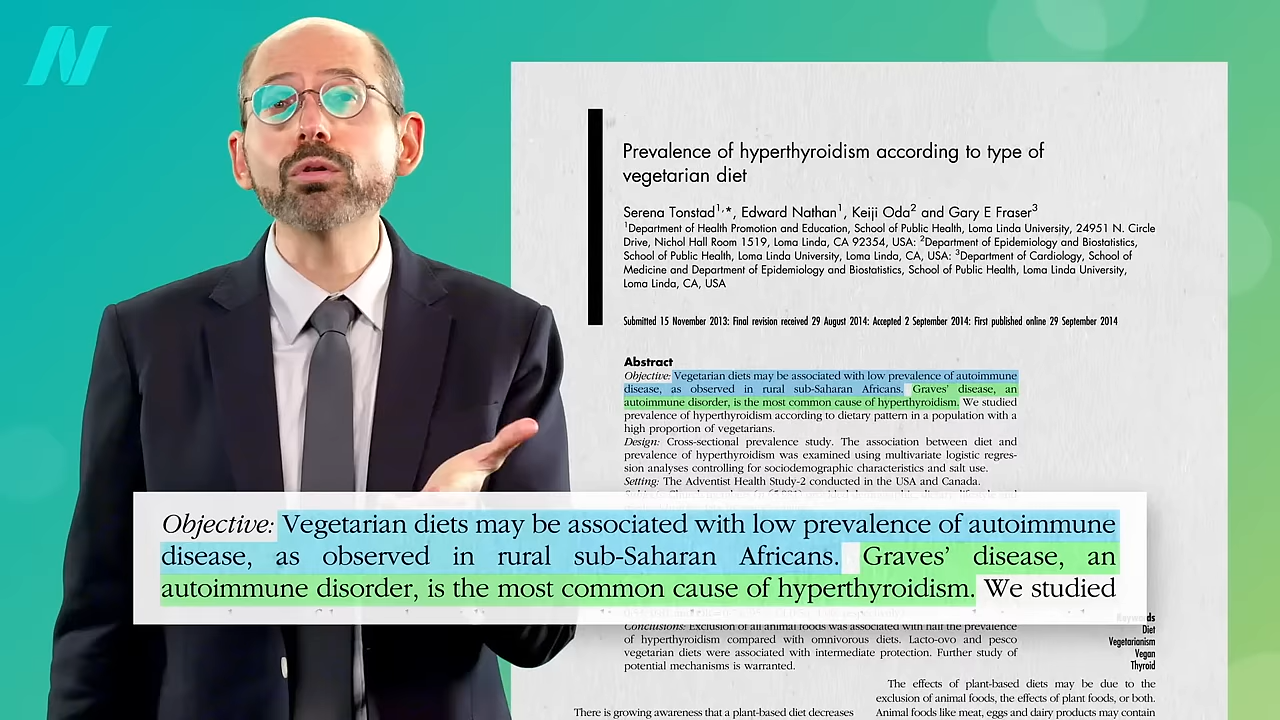 N
Prevalence of hyperthyroidism according to type of
vegetarian diet
Serena Tonstad1,*, Edward Nathan1, Keiji Oda2 and Gary E Fraser3
1Department of Health Promotion and Education, School of Public Health, Loma Linda University, 24951 N. Circle
Drive, Nichol Hall Room 1519, Loma Linda, CA 92354, USA: 2Department of Epidemiology and Biostatistics,
School of Public Health, Loma Linda University, Loma Linda, CA, USA: 3Department of Cardiology, School of
Medicine and Department of Epidemiology and Biostatistics, School of Public Health, Loma Linda University,
Loma Linda, CA, USA
Submitted 15 November 2013: Final revision received 29 August 2014: Accepted 2 September 2014: First published online 29 September 2014
Abstract
Objective: Vegetarian diets may be associated with low prevalence of autoimmune
disease, as observed in rural sub-Saharan Africans. Graves' disease, an
autoimmune disorder, is the most common cause of hyperthyroidism. We studied
prevalence of hyperthyroidism according to dietary pattern in a population with a
high proportion of vegetarians.
Design: Cross-sectional prevalence study. The association between diet and
prevalence of hyperthyroidism was examined using multivariate logistic regres-
sion analyses controlling for sociodemographic characteristics and salt use.
Setting: The Adventist Health Study-2 conducted in the USA and Canada.
Objective: Vegetarian diets may be associated with low prevalence of autoimmune
disease, as observed in rural sub-Saharan Africans. Graves' disease, an
autoimmune disorder, is the most common cause of hyperthyroidism. We studied
Conclusions: Exclusion of all animal foods was associated with half the prevalence
of hyperthyroidism compared with omnivorous diets. Lacto-ovo and pesco
vegetarian diets were associated with intermediate protection. Further study of
potential mechanisms is warranted.
Keywords
Diet
Vegetarianism
Vegan
Thyroid
There is growing awareness that a plant-based diet decreases
The effects of plant-based diets may be due to the
exclusion of animal foods, the effects of plant foods, or both.
Animal foods like meat, eggs and dairy products may contain